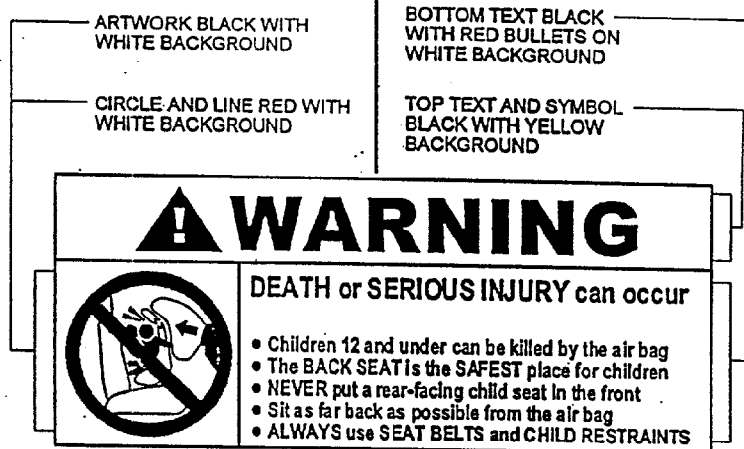 ARTWORK BLACK WITH
WHITE BACKGROUND
CIRCLE AND LINE RED WITH
WHITE BACKGROUND
BOTTOM TEXT BLACK
WITH RED BULLETS ON
WHITE BACKGROUND
TOP TEXT AND SYMBOL
BLACK WITH YELLOW
BACKGROUND
WARNING
DEATH or SERIOUS INJURY can occur
• Children 12 and under can be killed by the air bag
• The BACK SEAT is the SAFEST place for children
• NEVER put a rear-facing child seat in the front
• Sit as far back as possible from the air bag
• ALWAYS use SEAT BELTS and CHILD RESTRAINTS